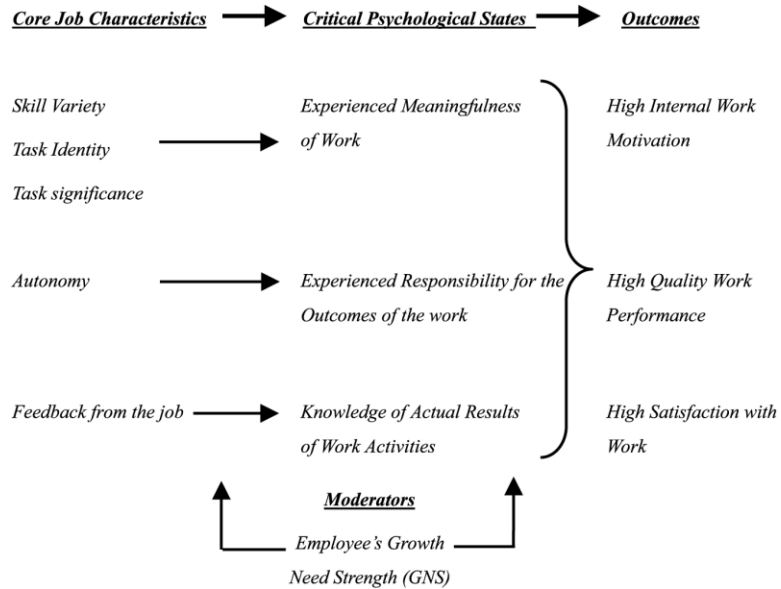 Core Job Characteristics Critical Psychological States Outcomes
Skill Variety Experienced Meaningfulness High Internal Work
Task Identity of Work Motivation
Task significance
Autonomy Experienced Responsibility for the High Quality Work
Outcomes of the work Performance
Feedback from the job Knowledge of Actual Results High Satisfaction with
of Work Activities Work
Moderators
Employee’s Growth
Need Strength (GNS)